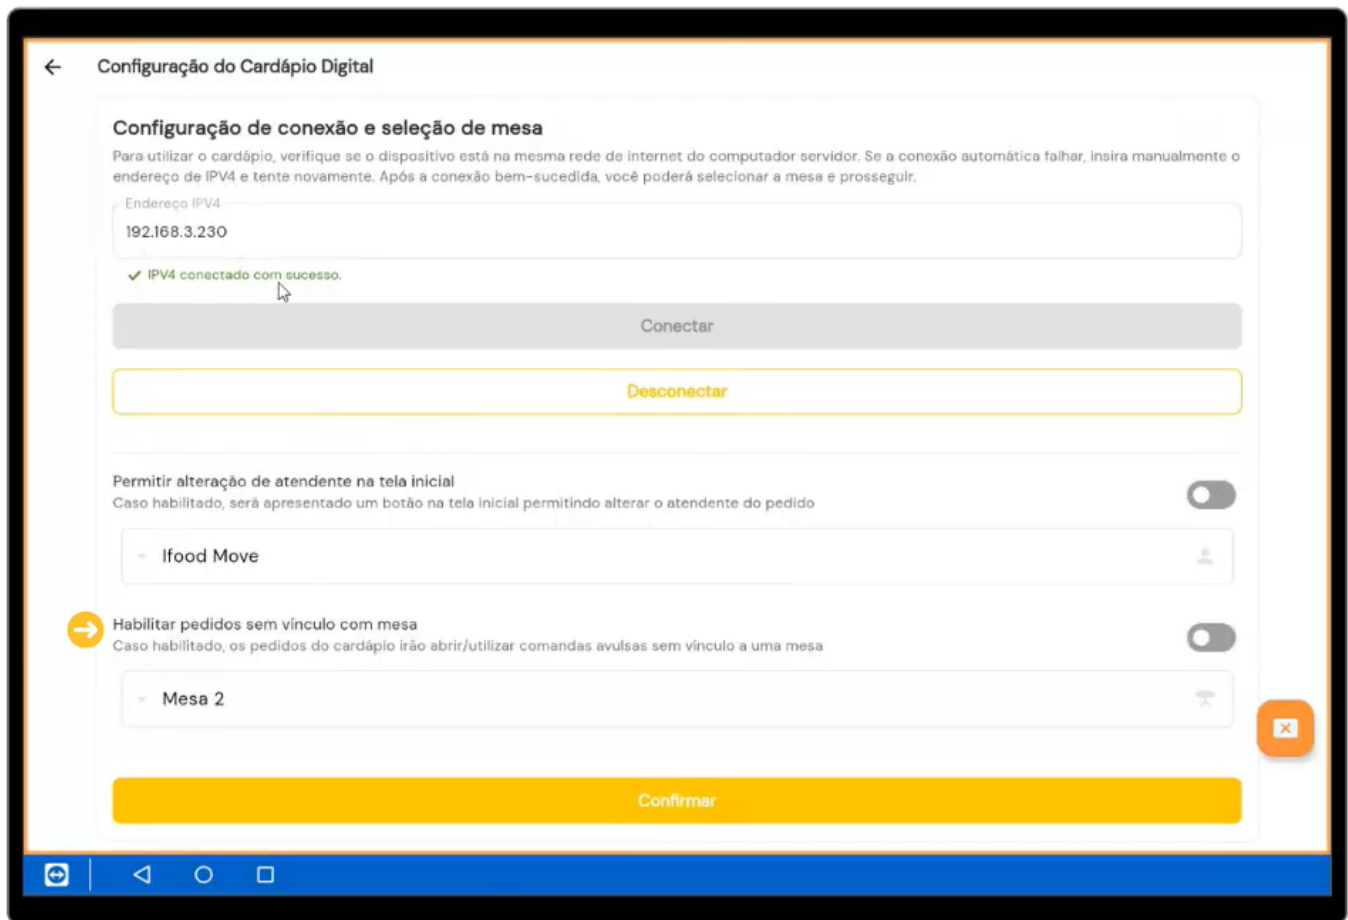 Configuração do Cardápio Digital
Configuração de conexão e seleção de mesa
Para utilizar o cardápio, verifique se o dispositivo está na mesma rede de internet do computador servidor. Se a conexão automática falhar, insira manualmente o
endereço de IPV4 e tente novamente. Após a conexão bem-sucedida, você poderá selecionar a mesa e prosseguir.
Endereço IPV4
192.168.3.230
IPV4 conectado com sucesso.
Conectar
Desconectar
Permitir alteração de atendente na tela inicial
Caso habilitado, será apresentado um botão na tela inicial permitindo alterar o atendente do pedido
Ifood Move
Habilitar pedidos sem vínculo com mesa
Caso habilitado, os pedidos do cardápio irão abrir/utilizar comandas avulsas sem vínculo a uma mesa
Mesa 2
Confirmar